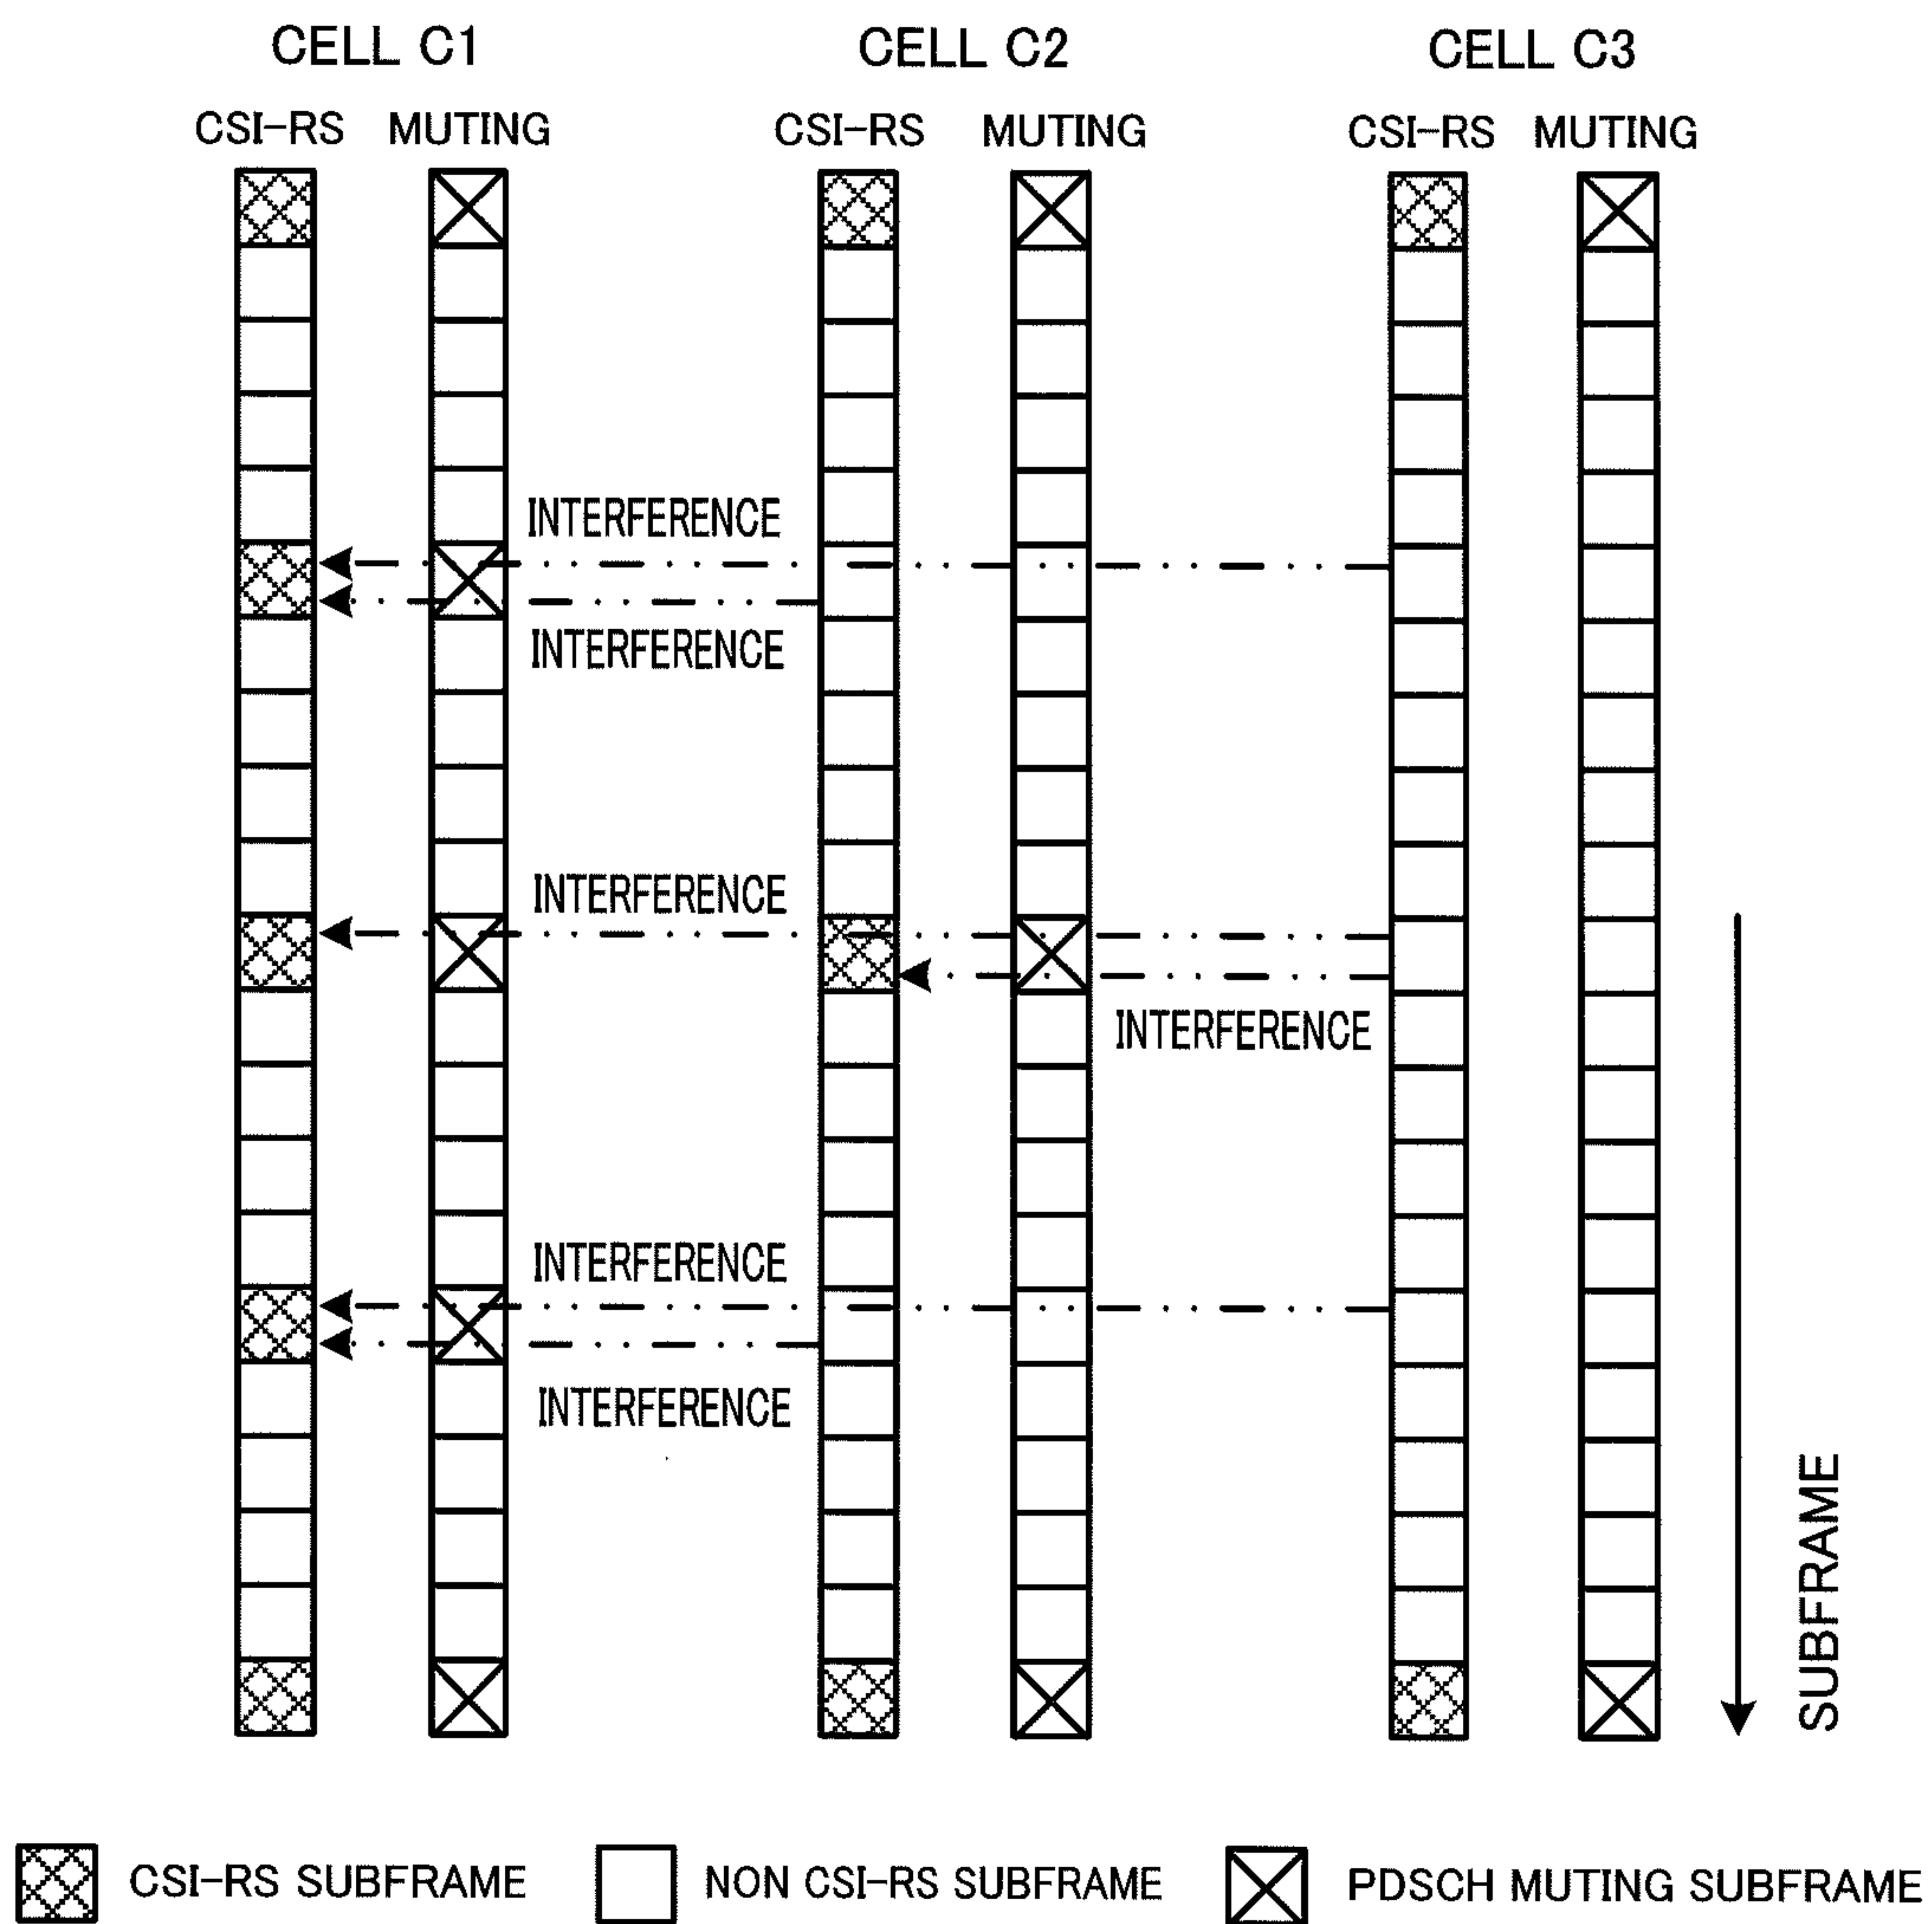 CELL C1
CELL C2
CELL C3
CSI-RS
MUTING
CSI-RS
MUTING
CSI-RS
MUTING
INTERFERENCE
INTERFERENCE
INTERFERENCE
INTERFERENCE
INTERFERENCE
INTERFERENCE
SUBFRAME
CSI-RS SUBFRAME
NON CSI-RS SUBFRAME
PDSCH MUTING SUBFRAME